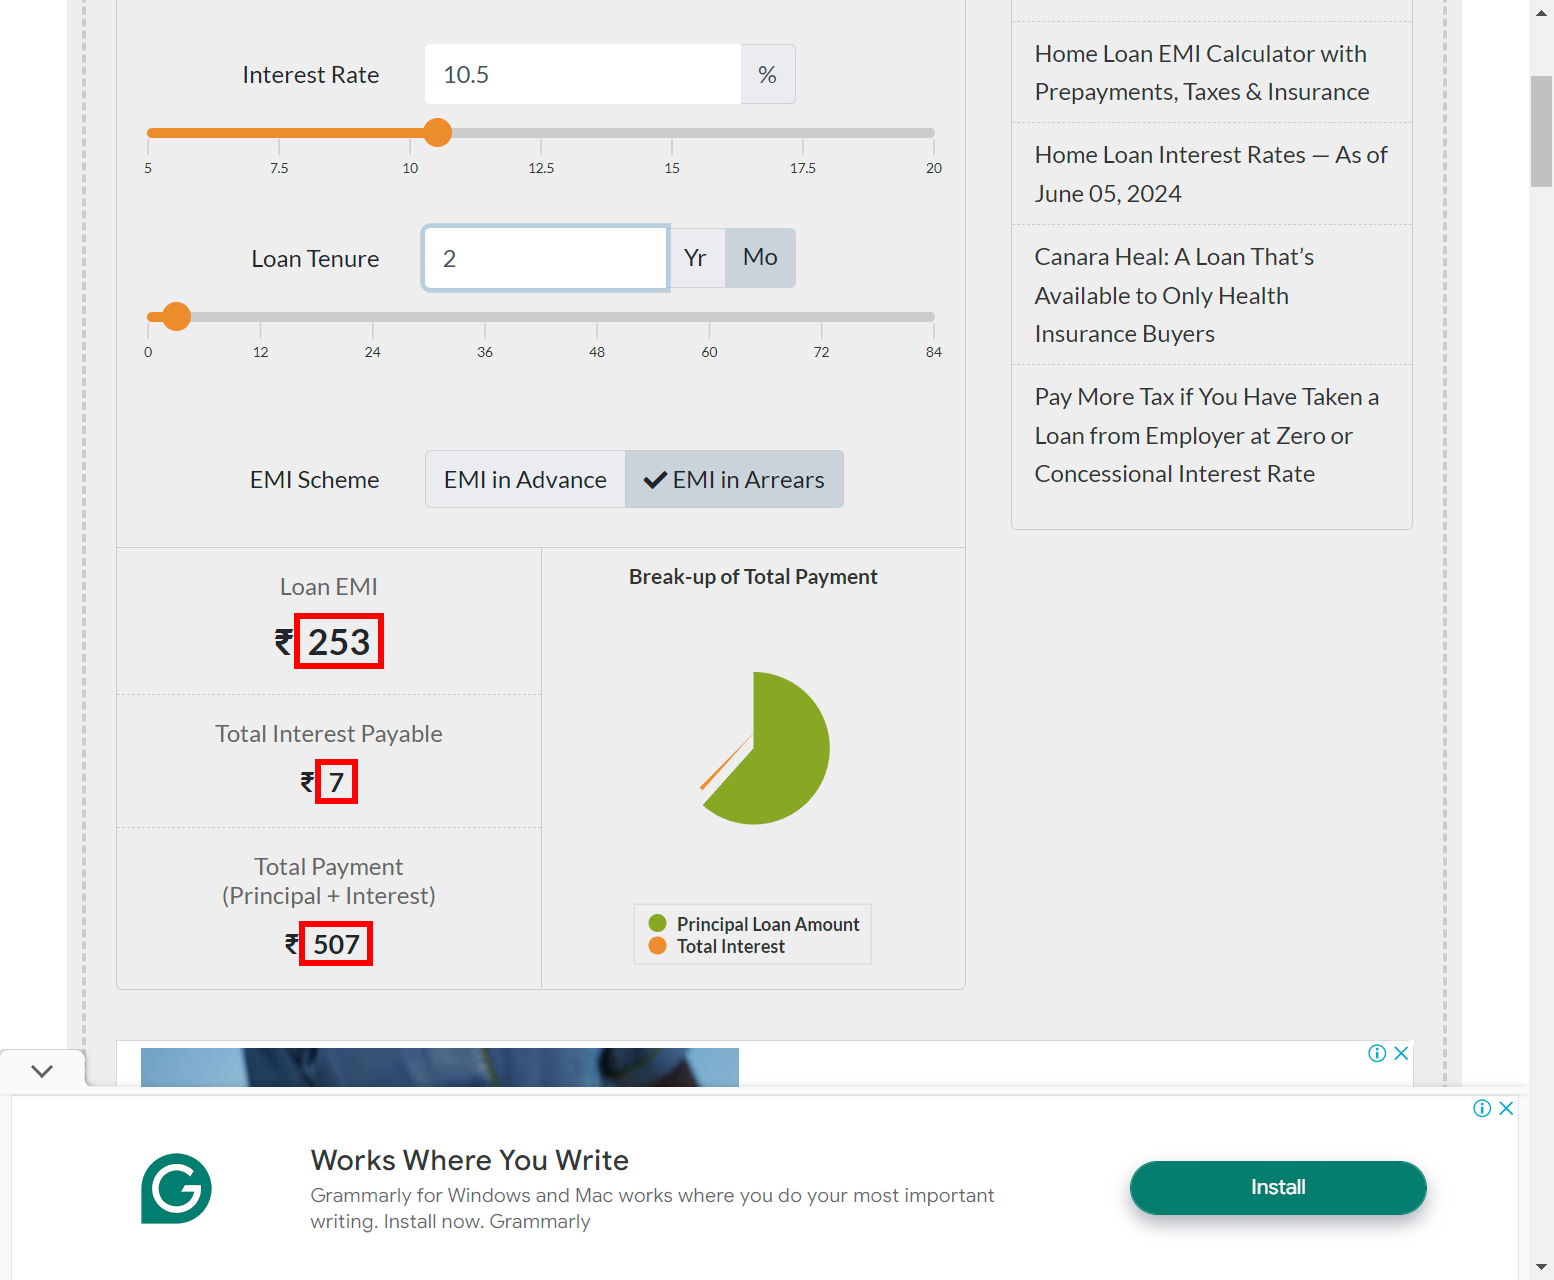 Interest Rate
10.5
%
5
7.5
10
12.5
15
17.5
20
Loan Tenure
2
Yr
Mo
0
12
24
36
48
60
72
84
EMI Scheme
EMI in Advance
EMI in Arrears
Loan EMI
₹ 253
Total Interest Payable
₹ 7
Total Payment
(Principal + Interest)
₹ 507
Break-up of Total Payment
Principal Loan Amount
Total Interest
Home Loan EMI Calculator with
Prepayments, Taxes & Insurance
Home Loan Interest Rates — As of
June 05, 2024
Canara Heal: A Loan That’s
Available to Only Health
Insurance Buyers
Pay More Tax if You Have Taken a
Loan from Employer at Zero or
Concessional Interest Rate
Works Where You Write
Grammarly for Windows and Mac works where you do your most important
writing. Install now. Grammarly
Install